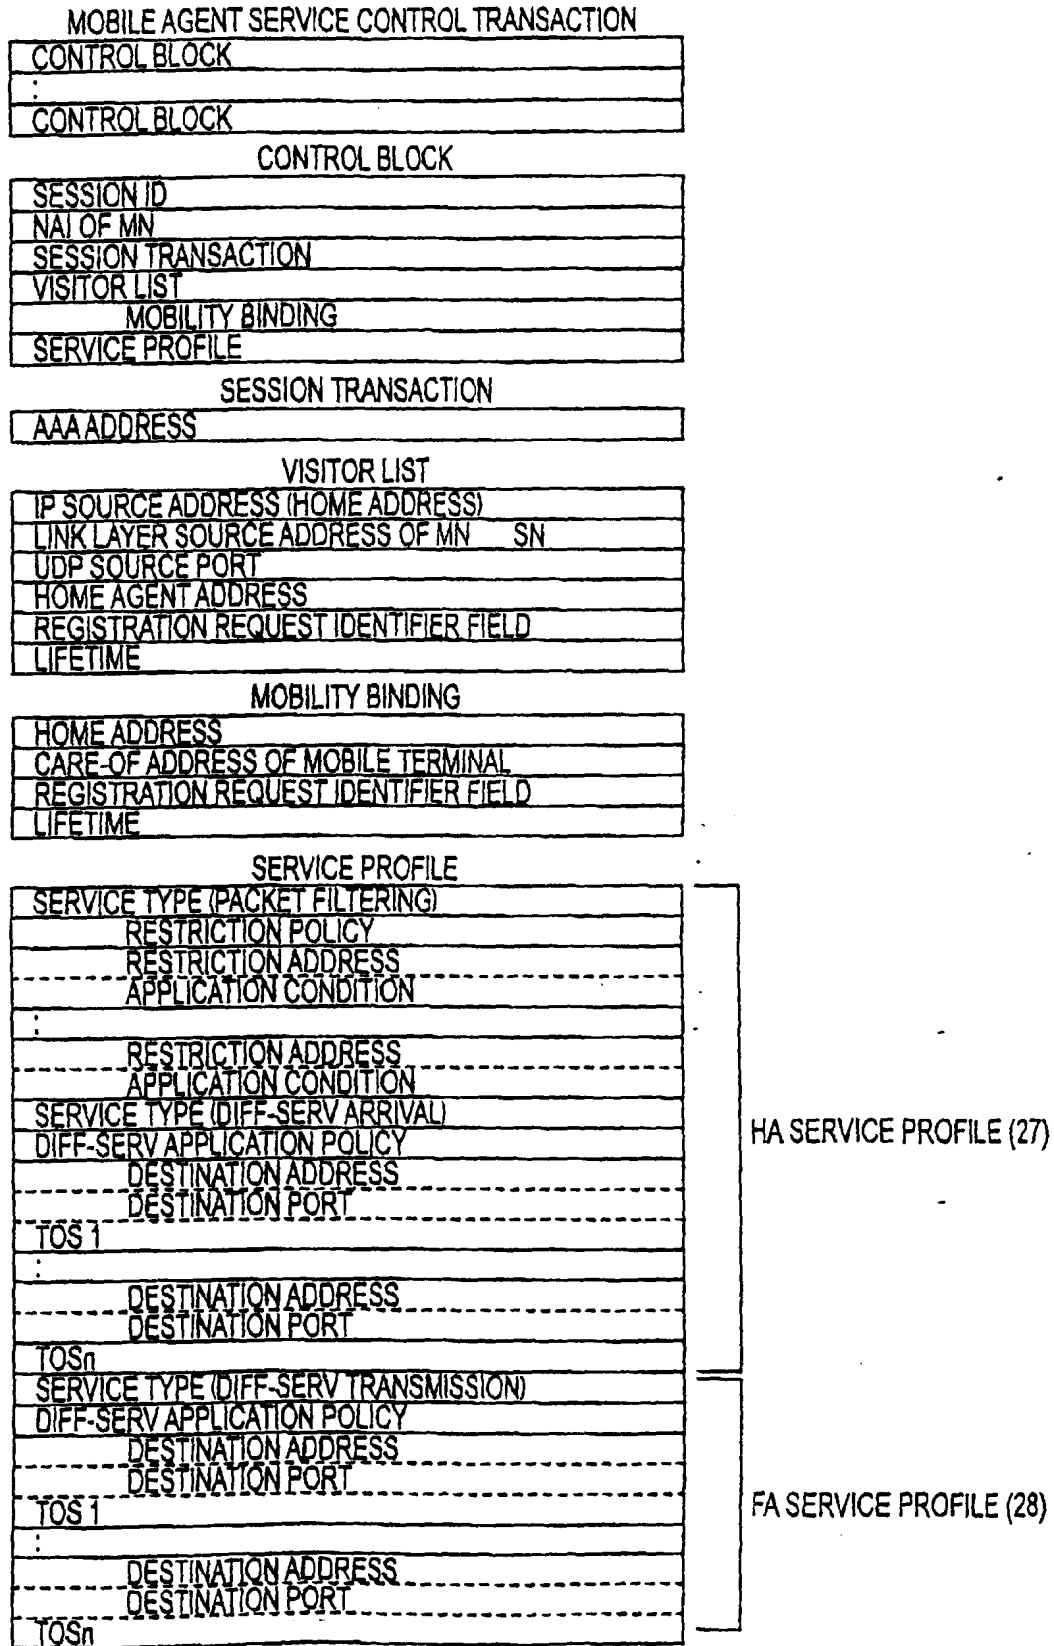 MOBILE AGENT SERVICE CONTROL TRANSACTION
CONTROL BLOCK
:
CONTROL BLOCK
CONTROL BLOCK
SESSION ID
NAI OF MN
SESSION TRANSACTION
VISITOR LIST
MOBILITY BINDING
SERVICE PROFILE
SESSION TRANSACTION
AAA ADDRESS
VISITOR LIST
IP SOURCE ADDRESS (HOME ADDRESS)
LINK LAYER SOURCE ADDRESS OF MN SN
UDP SOURCE PORT
HOME AGENT ADDRESS
REGISTRATION REQUEST IDENTIFIER FIELD
LIFETIME
MOBILITY BINDING
HOME ADDRESS
CARE-OF ADDRESS OF MOBILE TERMINAL
REGISTRATION REQUEST IDENTIFIER FIELD
LIFETIME
SERVICE PROFILE
SERVICE TYPE (PACKET FILTERING)
RESTRICTION POLICY
RESTRICTION ADDRESS
APPLICATION CONDITION
:
RESTRICTION ADDRESS
APPLICATION CONDITION
SERVICE TYPE (DIFF-SERV ARRIVAL)
HA SERVICE PROFILE (27)
DIFF-SERV APPLICATION POLICY
DESTINATION ADDRESS
DESTINATION PORT
TOS 1
:
DESTINATION ADDRESS
DESTINATION PORT
TOSn
SERVICE TYPE (DIFF-SERV TRANSMISSION)
DIFF-SERV APPLICATION POLICY
DESTINATION ADDRESS
DESTINATION PORT
TOS 1
FA SERVICE PROFILE (28)
:
DESTINATION ADDRESS
DESTINATION PORT
TOSn